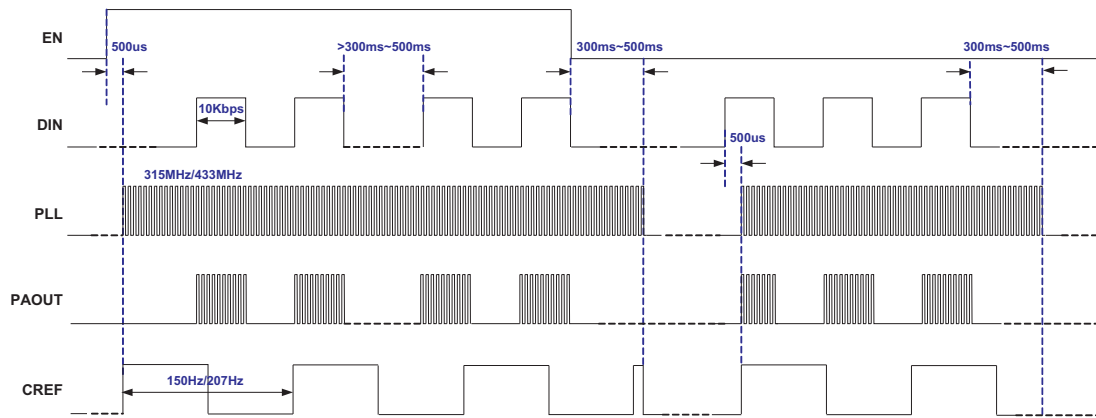 EN
500us
>300ms~500ms
300ms~500ms
300ms~500ms
DIN
10Kbps
500us
PLL
315MHz/433MHz
PAOUT
CREF
150Hz/207Hz